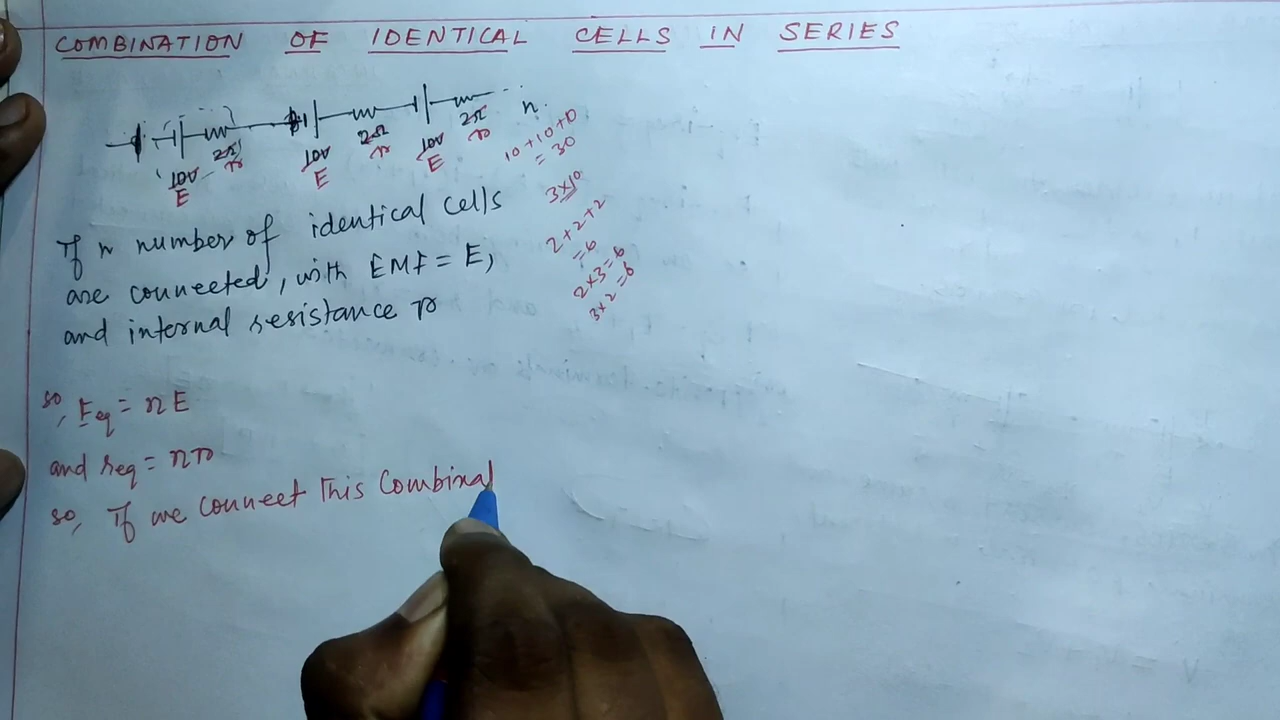 COMBINATION OF IDENTICAL CELLS IN SERIES
n.
2Ω 2Ω 2Ω
r r r
10V 10V 10V
E E E
10+10+10
= 30
3×10
2+2+2
= 6
2×3=6
3×2=6
If n number of identical cells
are connected, with EMF = E,
and internal resistance r
so, Eeq = nE
and req = nr
so, If we connect This Combinat